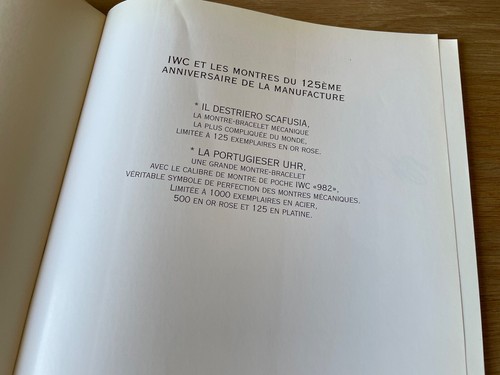 IWC ET LES MONTRES DU 125ÈME
ANNIVERSAIRE DE LA MANUFACTURE
* IL DESTRIERO SCAFUSIA,
LA MONTRE-BRACELET MÉCANIQUE
LA PLUS COMPLIQUÉE DU MONDE,
LIMITÉE À 125 EXEMPLAIRES EN OR ROSE.
* LA PORTUGIESER UHR,
UNE GRANDE MONTRE-BRACELET
AVEC LE CALIBRE DE MONTRE DE POCHE IWC «982»,
VÉRITABLE SYMBOLE DE PERFECTION DES MONTRES MÉCANIQUES.
LIMITÉE À 1000 EXEMPLAIRES EN ACIER,
500 EN OR ROSE ET 125 EN PLATINE.